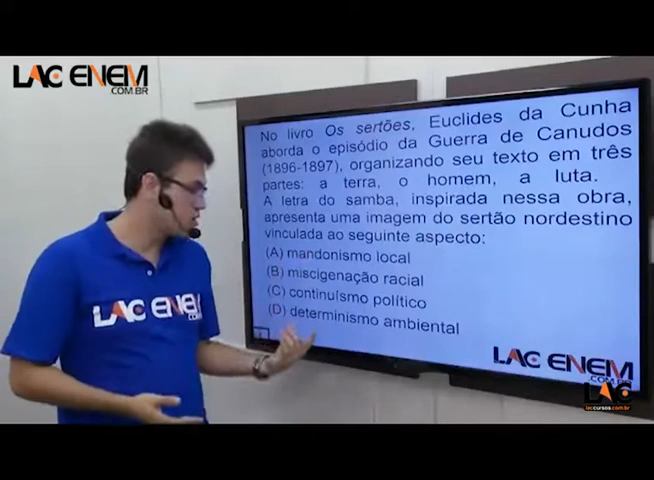 LAC ENEM
.COM.BR
No livro Os sertões, Euclides da Cunha
aborda o episódio da Guerra de Canudos
(1896-1897), organizando seu texto em três
partes: a terra, o homem, a luta.
A letra do samba, inspirada nessa obra,
apresenta uma imagem do sertão nordestino
vinculada ao seguinte aspecto:
(A) mandonismo local
(B) miscigenação racial
(C) continuísmo político
(D) determinismo ambiental
LAC ENEM
LAC ENEM
.COM.BR
LAC
laccursos.com.br